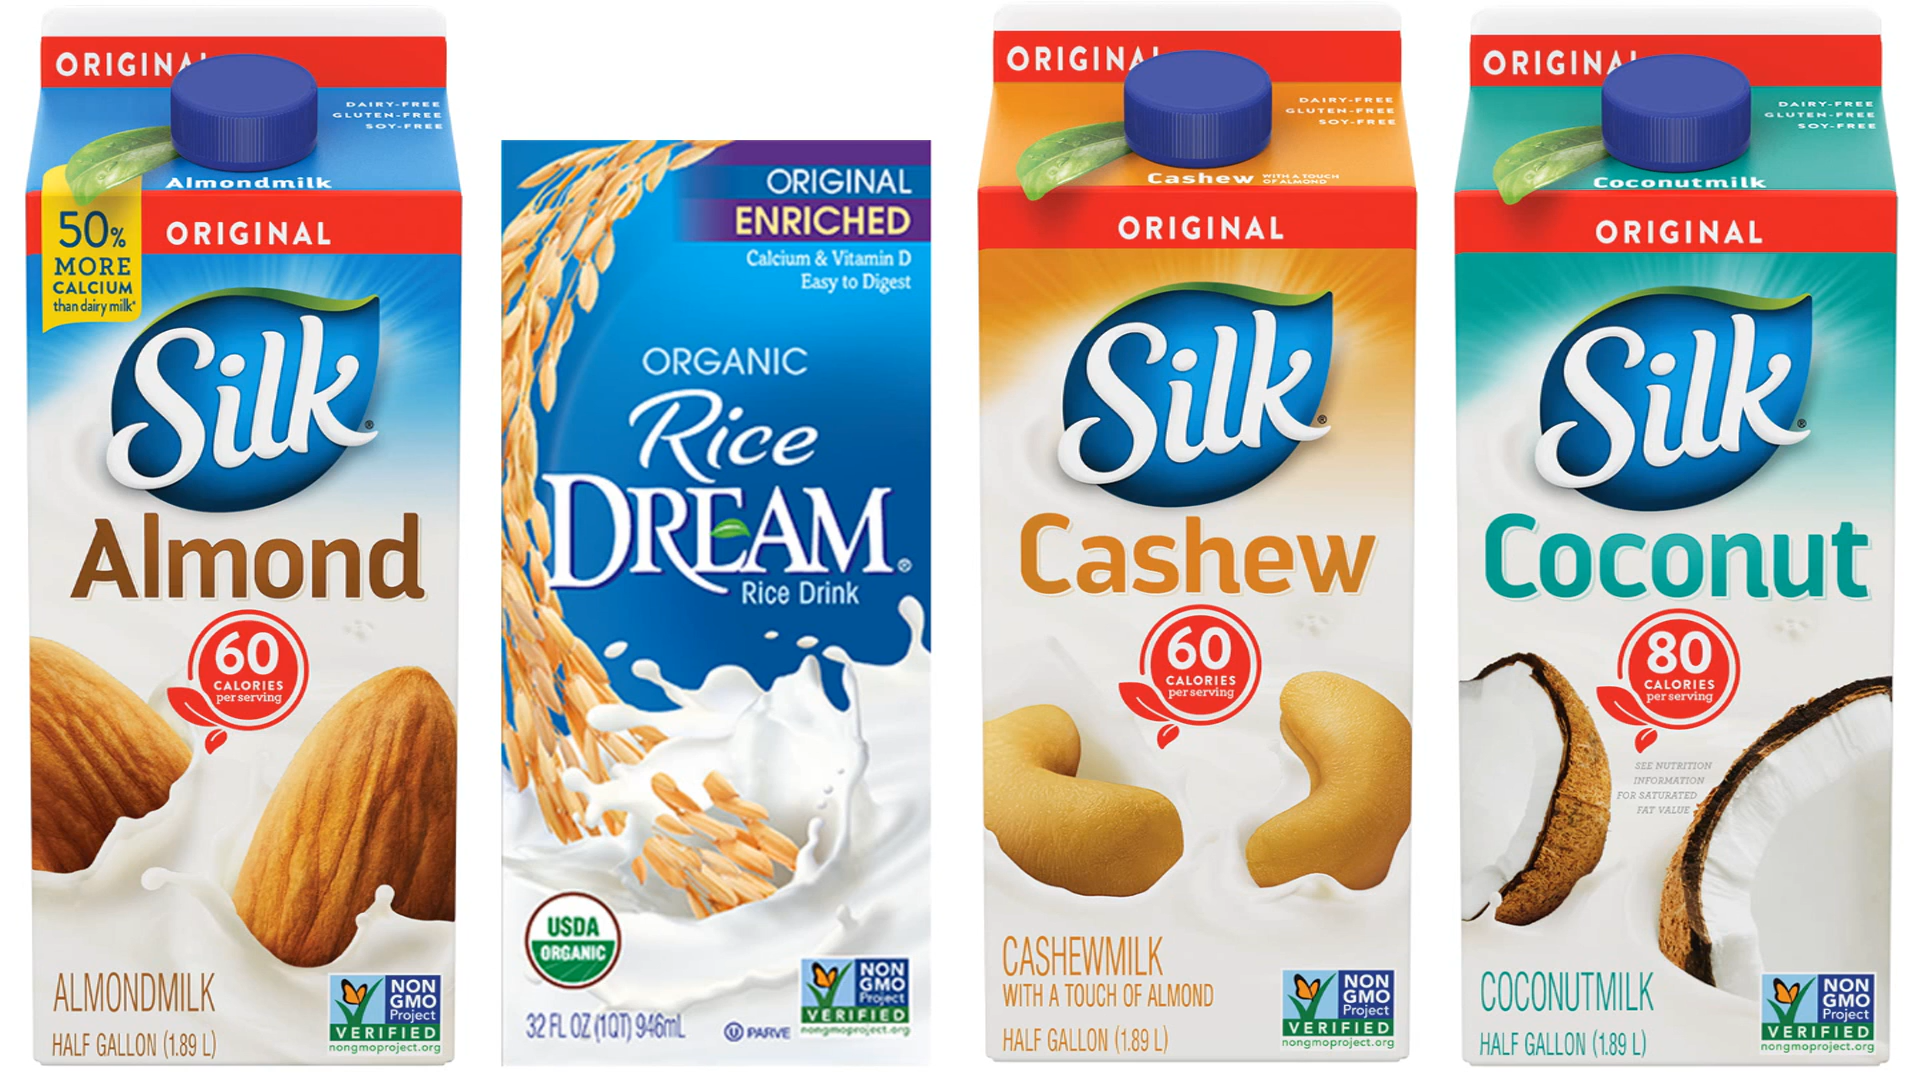 ORIGINAL
DAIRY-FREE
GLUTEN-FREE
SOY-FREE
Almondmilk
50%
MORE
CALCIUM
than dairy milk*
ORIGINAL
Silk®
Almond
60
CALORIES
per serving
ALMONDMILK
HALF GALLON (1.89 L)
NON
GMO
Project
VERIFIED
nongmoproject.org
ORIGINAL
ENRICHED
Calcium & Vitamin D
Easy to Digest
ORGANIC
Rice
DREAM®
Rice Drink
USDA
ORGANIC
32 FL OZ (1QT) 946mL
U PARVE
NON
GMO
Project
VERIFIED
nongmoproject.org
ORIGINAL
DAIRY-FREE
GLUTEN-FREE
SOY-FREE
Cashew WITH A TOUCH
OF ALMOND
ORIGINAL
Silk®
Cashew
60
CALORIES
per serving
CASHEWMILK
WITH A TOUCH OF ALMOND
HALF GALLON (1.89 L)
NON
GMO
Project
VERIFIED
nongmoproject.org
ORIGINAL
DAIRY-FREE
GLUTEN-FREE
SOY-FREE
Coconutmilk
ORIGINAL
Silk®
Coconut
80
CALORIES
per serving
SEE NUTRITION
INFORMATION
FOR SATURATED
FAT VALUE
COCONUTMILK
HALF GALLON (1.89 L)
NON
GMO
Project
VERIFIED
nongmoproject.org